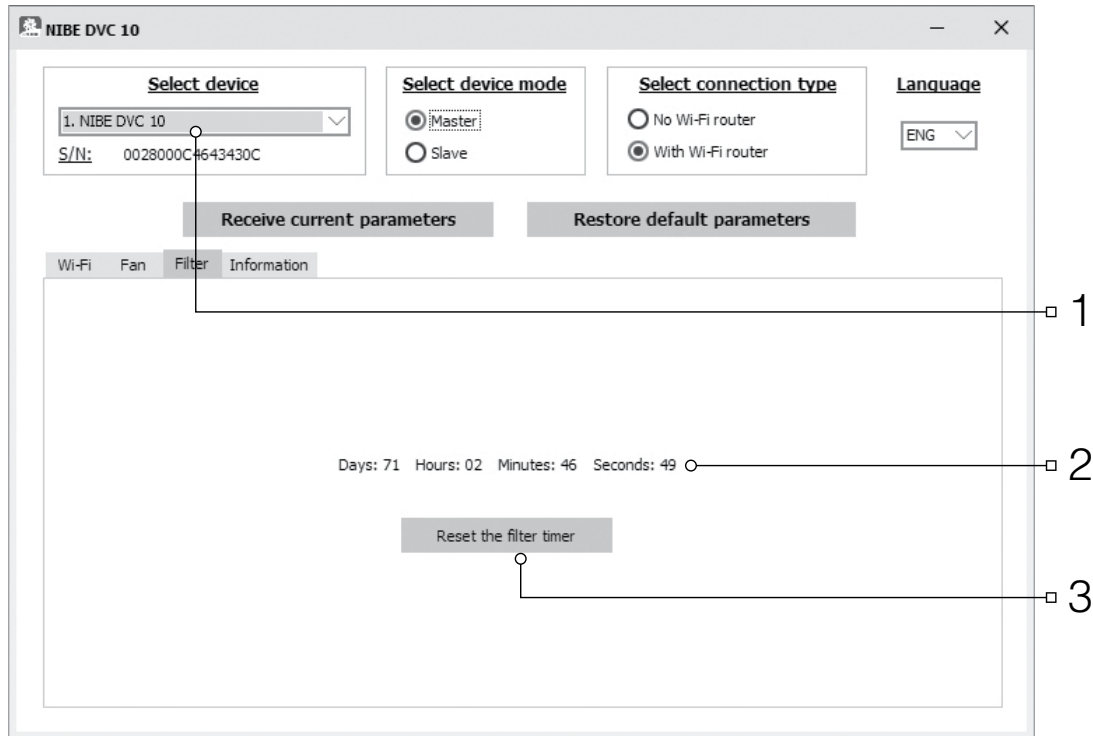 NIBE DVC 10
Select device
1. NIBE DVC 10
S/N: 0028000C4643430C
Select device mode
Master
Slave
Select connection type
No Wi-Fi router
With Wi-Fi router
Language
ENG
Receive current parameters
Restore default parameters
Wi-Fi Fan Filter Information
Days: 71 Hours: 02 Minutes: 46 Seconds: 49
Reset the filter timer
1
2
3